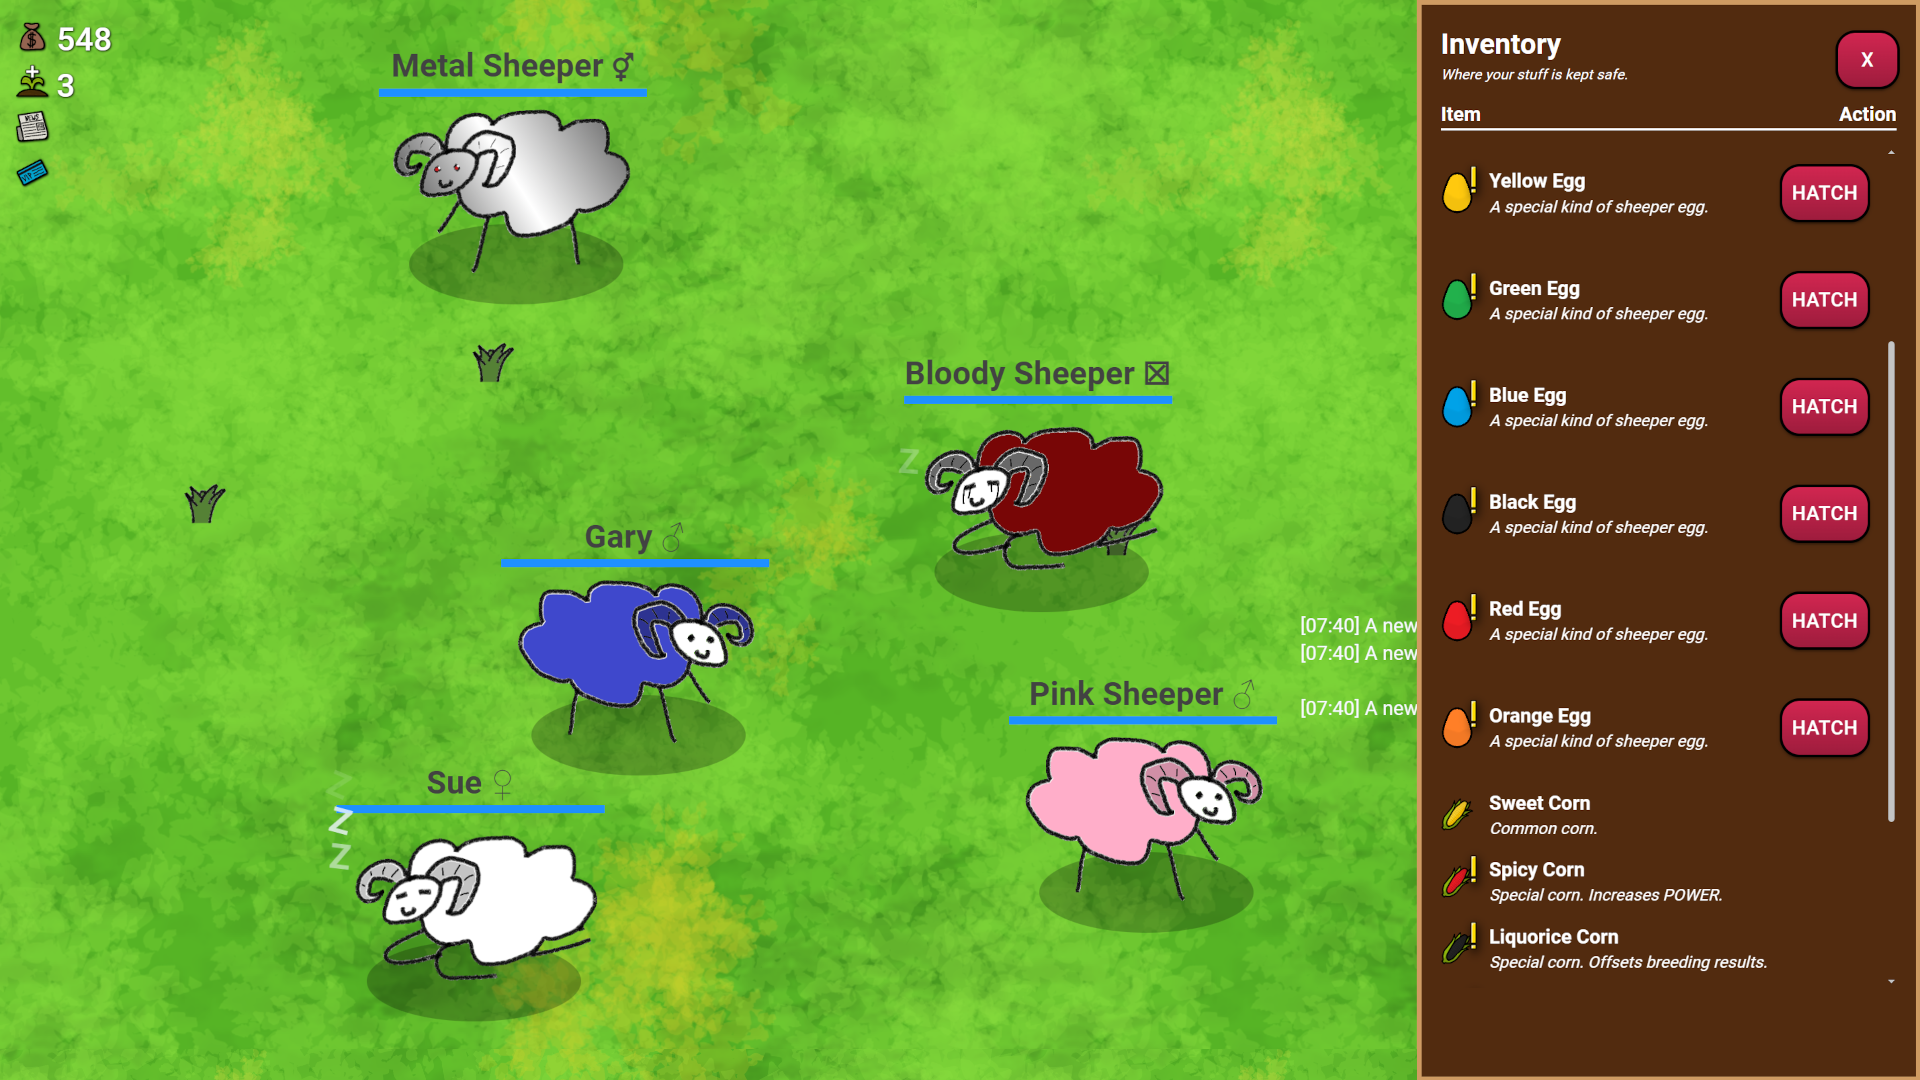 548
3
NEWS
VIP
Metal Sheeper ⚥
Bloody Sheeper ☒
Z
Gary ♂
[07:40] A new
[07:40] A new
Pink Sheeper ♂
[07:40] A new
Sue ♀
Z
Z
Z
Inventory
Where your stuff is kept safe.
X
Item Action
Yellow Egg
A special kind of sheeper egg.
HATCH
Green Egg
A special kind of sheeper egg.
HATCH
Blue Egg
A special kind of sheeper egg.
HATCH
Black Egg
A special kind of sheeper egg.
HATCH
Red Egg
A special kind of sheeper egg.
HATCH
Orange Egg
A special kind of sheeper egg.
HATCH
Sweet Corn
Common corn.
Spicy Corn
Special corn. Increases POWER.
Liquorice Corn
Special corn. Offsets breeding results.